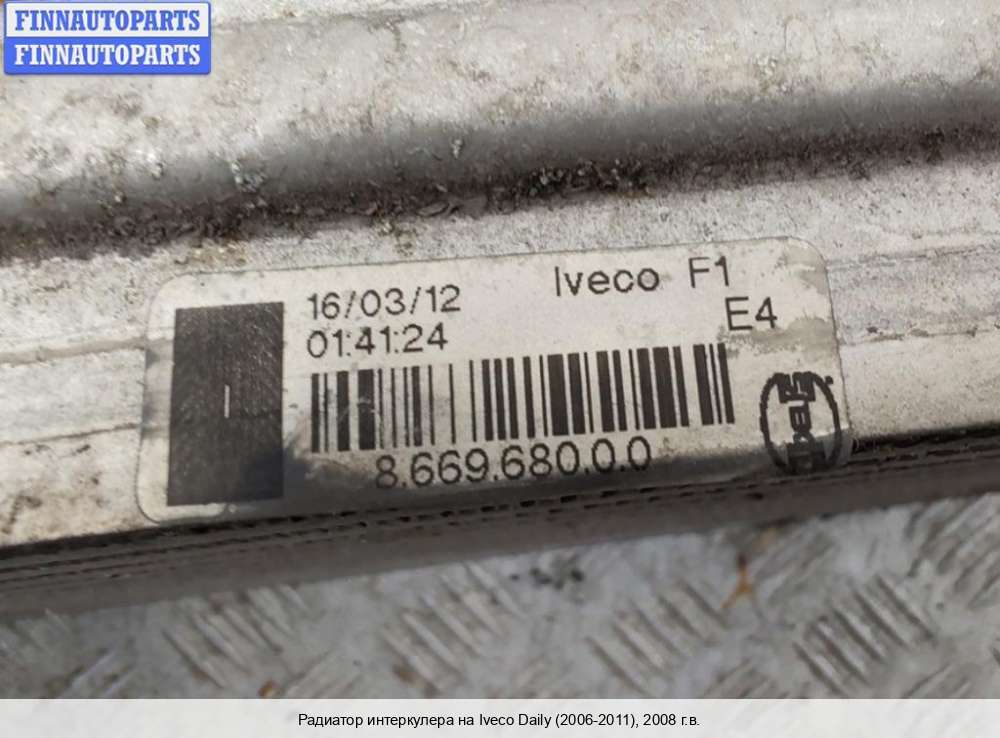 FINNAUTOPARTS
FINNAUTOPARTS
16/03/12
Iveco F1
01:41:24
E4
8.669.680.0.0
Радиатор интеркулера на Iveco Daily (2006-2011), 2008 г.в.